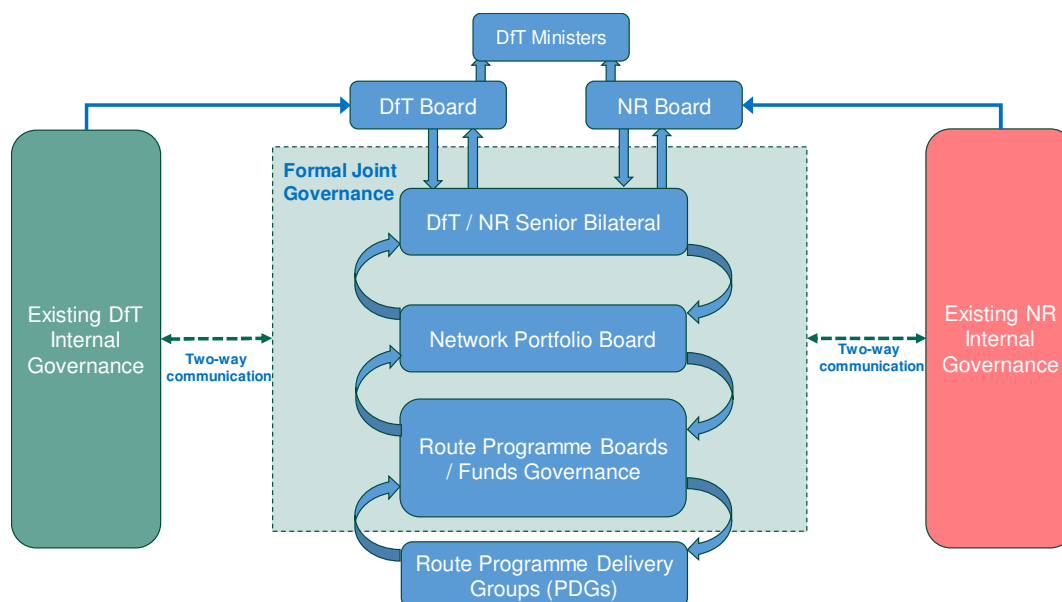 DfT Ministers
DfT Board
NR Board
Formal Joint
Governance
DfT / NR Senior Bilateral
Existing DfT
Internal
Governance
Two-way
communication
Network Portfolio Board
Two-way
communication
Existing NR
Internal
Governance
Route Programme Boards
/ Funds Governance
Route Programme Delivery
Groups (PDGs)